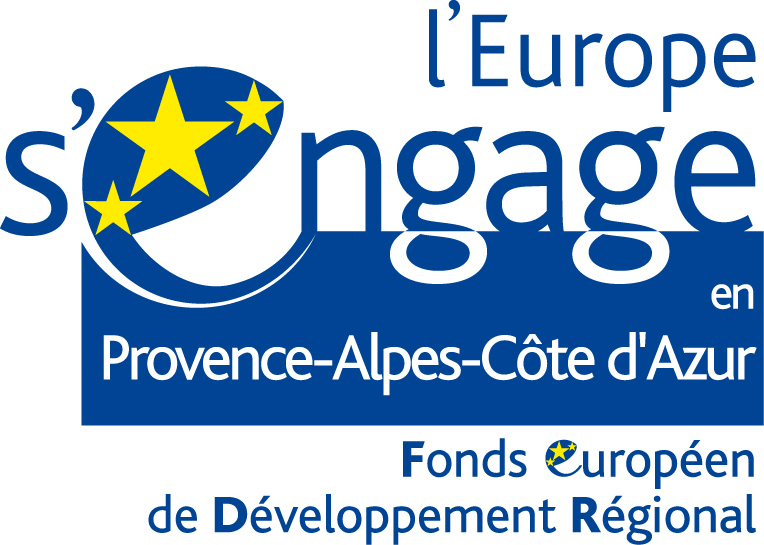 l'Europe
s'engage
en
Provence-Alpes-Côte d'Azur
Fonds européen
de Développement Régional